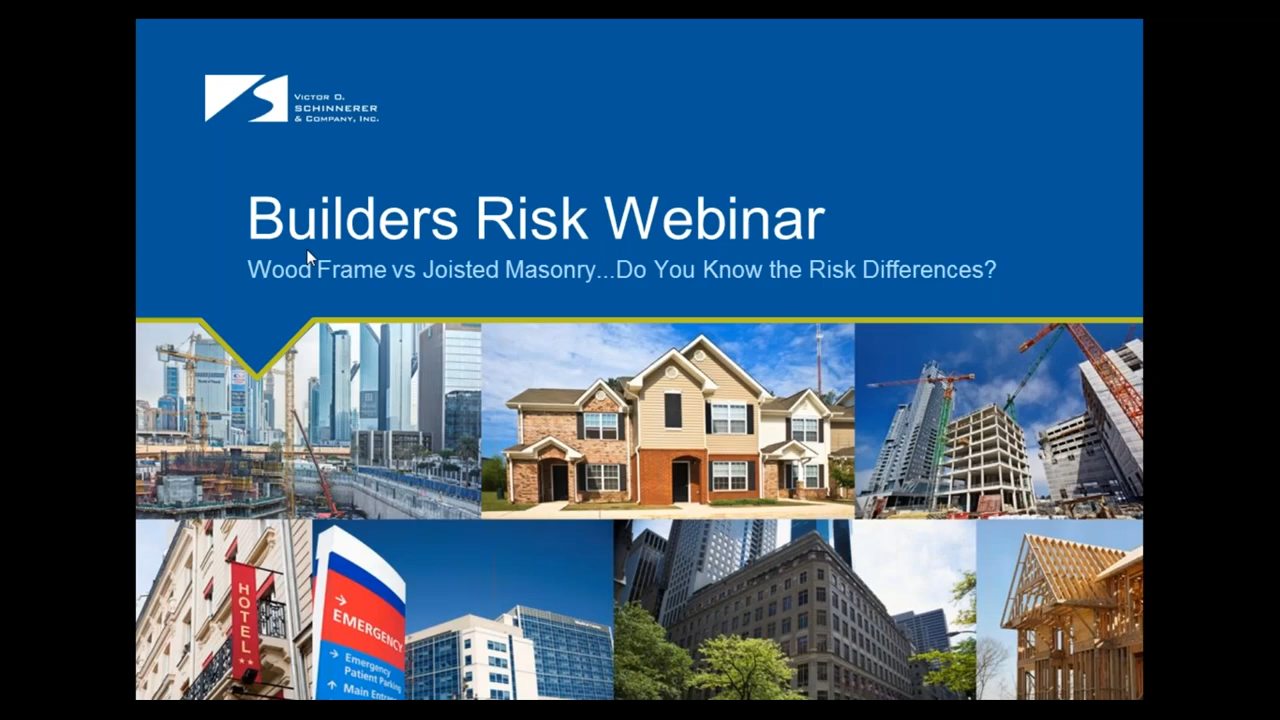 VICTOR O.
SCHINNERER
& COMPANY, INC.
Builders Risk Webinar
Wood Frame vs Joisted Masonry...Do You Know the Risk Differences?
HOTEL
EMERGENCY
Emergency
Patient Parking
Main Entrance